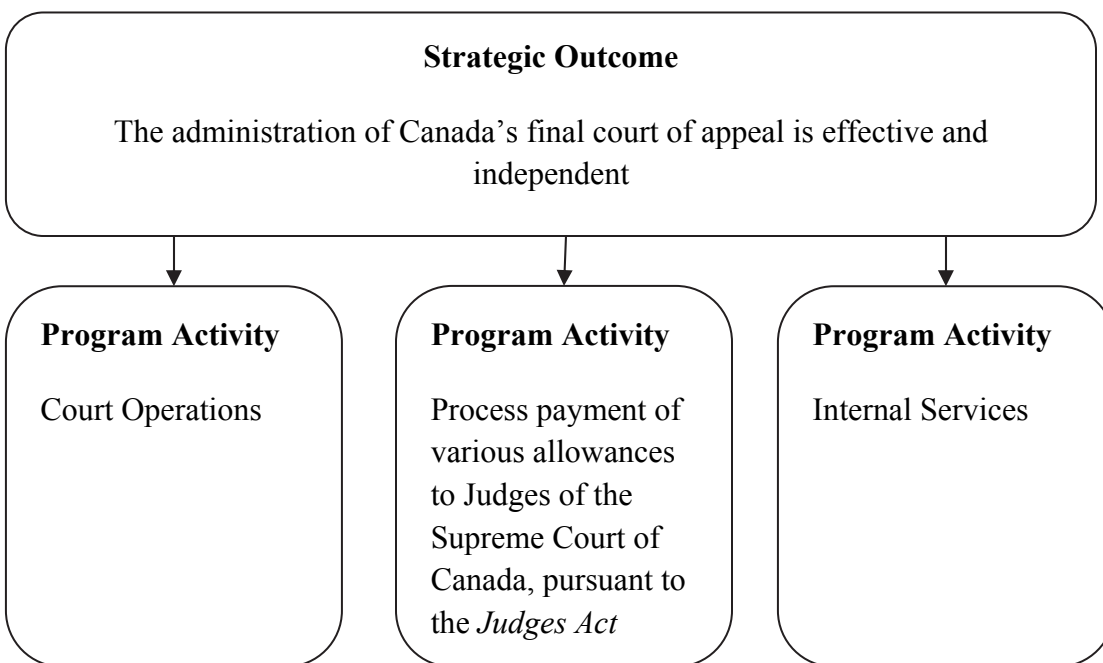 Strategic Outcome
The administration of Canada’s final court of appeal is effective and
independent
Program Activity
Court Operations
Program Activity
Process payment of
various allowances
to Judges of the
Supreme Court of
Canada, pursuant to
the Judges Act
Program Activity
Internal Services